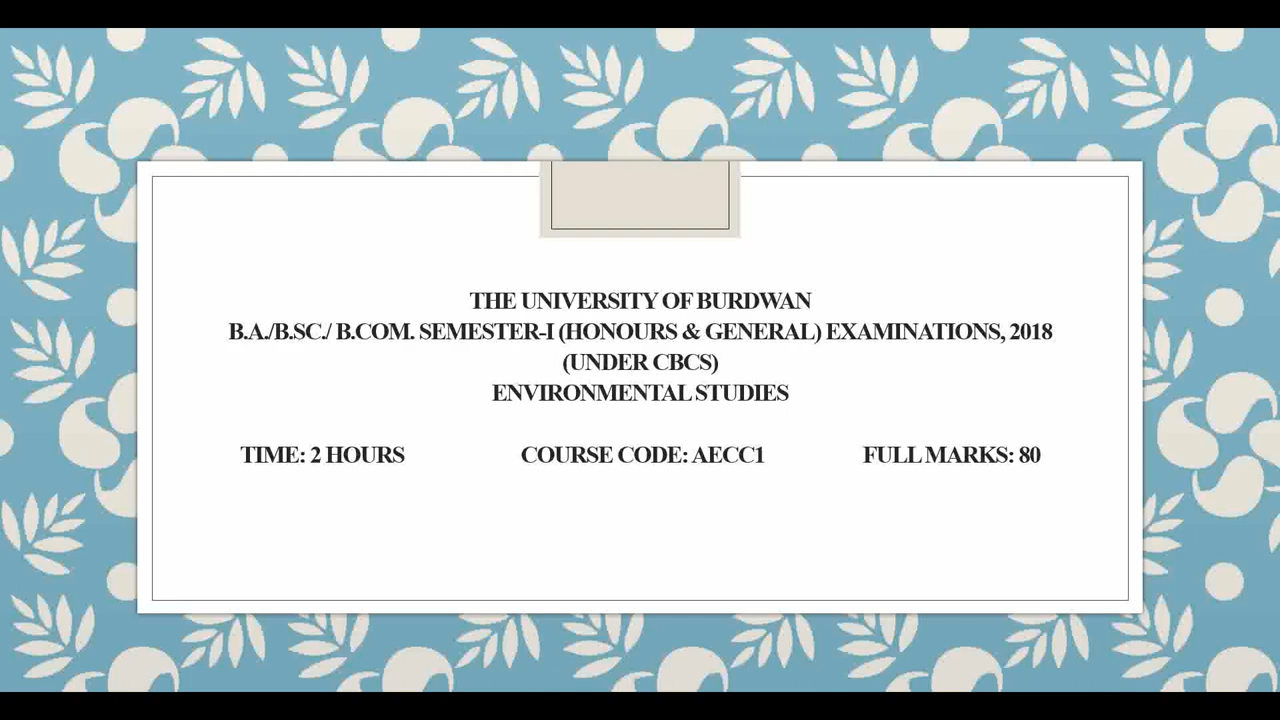 THE UNIVERSITY OF BURDWAN
B.A./B.SC./ B.COM. SEMESTER-I (HONOURS & GENERAL) EXAMINATIONS, 2018
(UNDER CBCS)
ENVIRONMENTAL STUDIES
TIME: 2 HOURS COURSE CODE: AECC1 FULL MARKS: 80